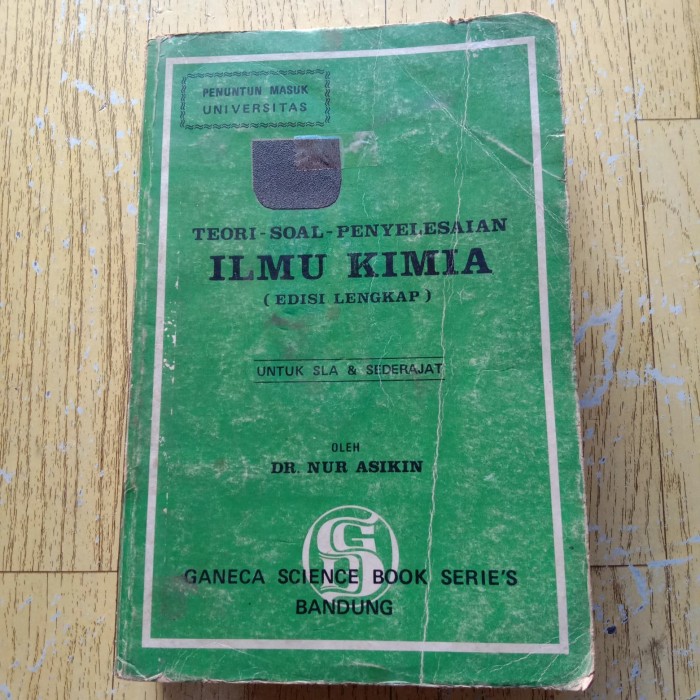 PENUNTUN MASUK
UNIVERSITAS
TEORI - SOAL - PENYELESAIAN
ILMU KIMIA
( EDISI LENGKAP )
UNTUK SLA & SEDERAJAT
OLEH
DR. NUR ASIKIN
GANECA SCIENCE BOOK SERIE'S
BANDUNG